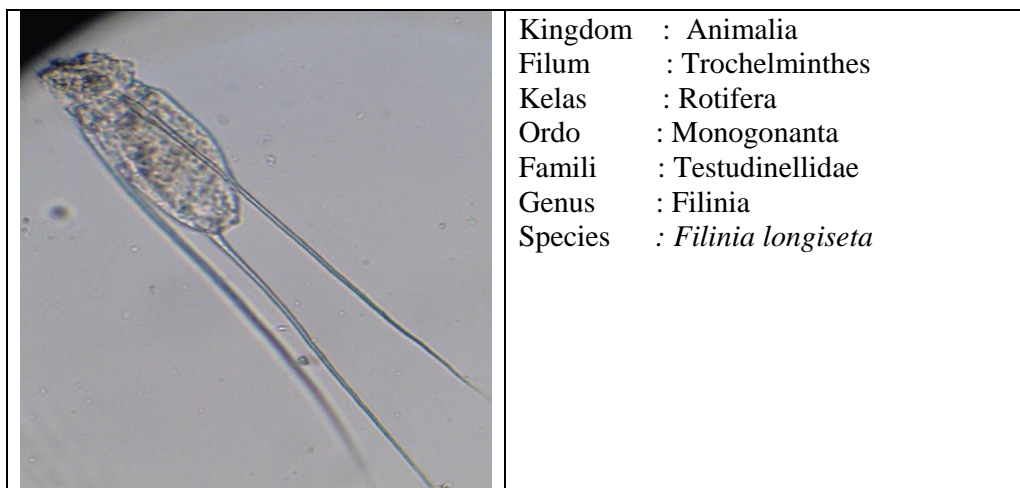 Kingdom : Animalia
Filum : Trochelminthes
Kelas : Rotifera
Ordo : Monogonanta
Famili : Testudinellidae
Genus : Filinia
Species : Filinia longiseta